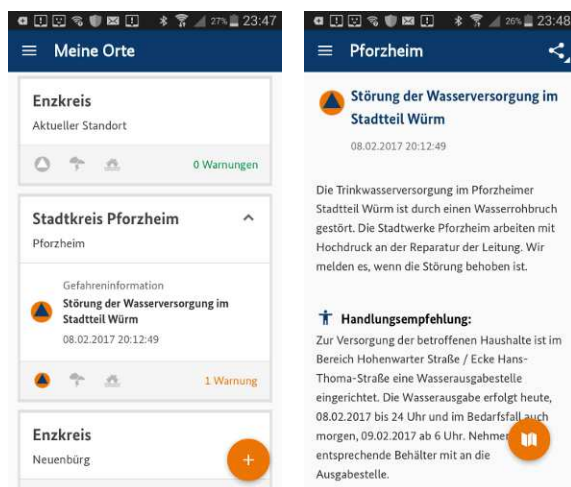 27% 23:47
Meine Orte
Enzkreis
Aktueller Standort
0 Warnungen
Stadtkreis Pforzheim
Pforzheim
Gefahreninformation
Störung der Wasserversorgung im
Stadtteil Würm
08.02.2017 20:12:49
1 Warnung
Enzkreis
Neuenbürg
26% 23:48
Pforzheim
Störung der Wasserversorgung im
Stadtteil Würm
08.02.2017 20:12:49
Die Trinkwasserversorgung im Pforzheimer
Stadtteil Würm ist durch einen Wasserrohbruch
gestört. Die Stadtwerke Pforzheim arbeiten mit
Hochdruck an der Reparatur der Leitung. Wir
melden es, wenn die Störung behoben ist.
Handlungsempfehlung:
Zur Versorgung der betroffenen Haushalte ist im
Bereich Hohenwarter Straße / Ecke Hans-
Thoma-Straße eine Wasserausgabestelle
eingerichtet. Die Wasserausgabe erfolgt heute,
08.02.2017 bis 24 Uhr und im Bedarfsfall auch
morgen, 09.02.2017 ab 6 Uhr. Nehmen
entsprechende Behälter mit an die
Ausgabestelle.